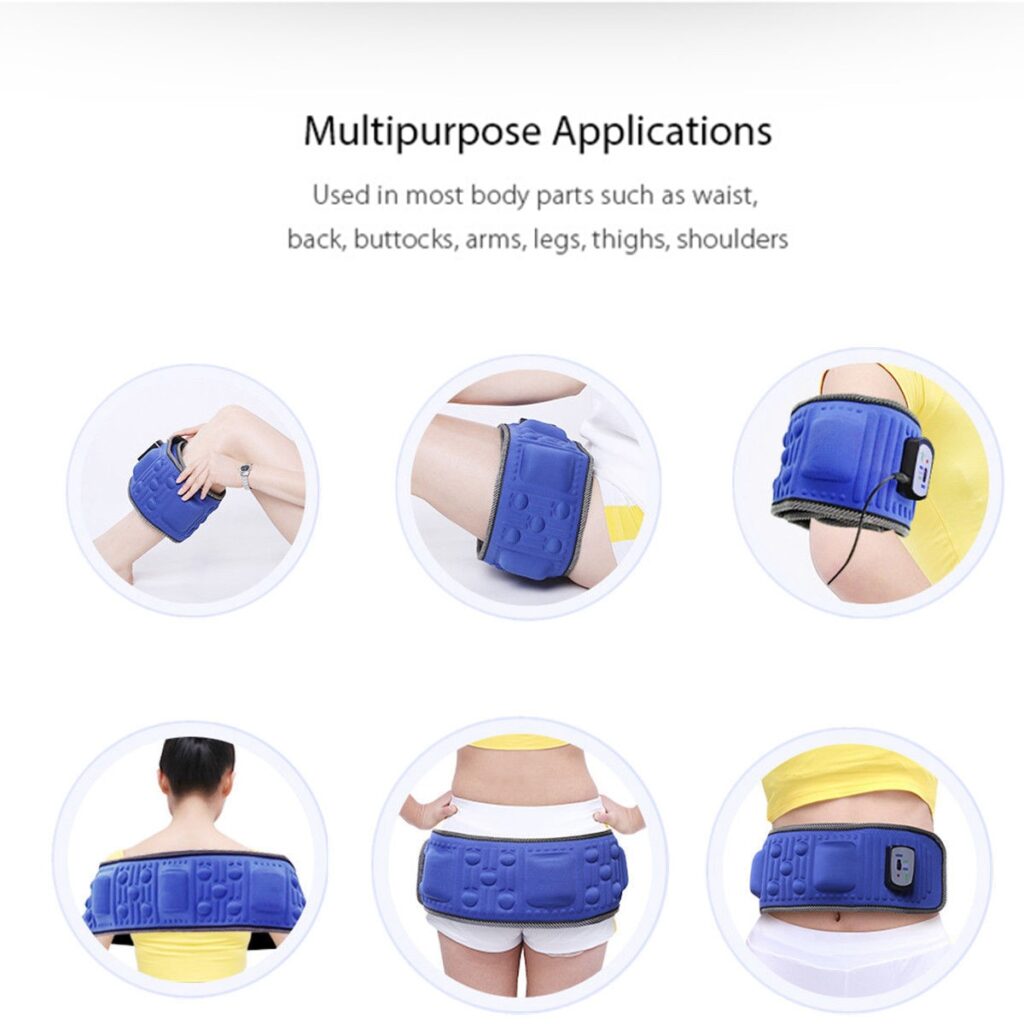 Multipurpose Applications
Used in most body parts such as waist,
back, buttocks, arms, legs, thighs, shoulders